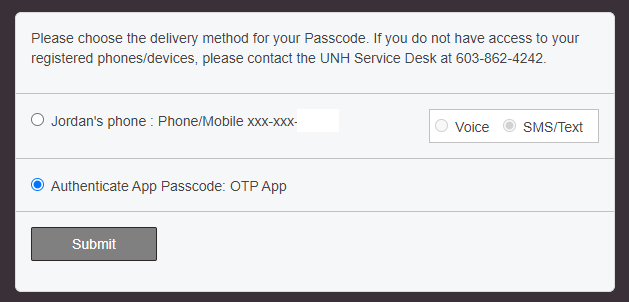 Please choose the delivery method for your Passcode. If you do not have access to your
registered phones/devices, please contact the UNH Service Desk at 603-862-4242.
Jordan's phone : Phone/Mobile xxx-xxx-
Voice SMS/Text
Authenticate App Passcode: OTP App
Submit